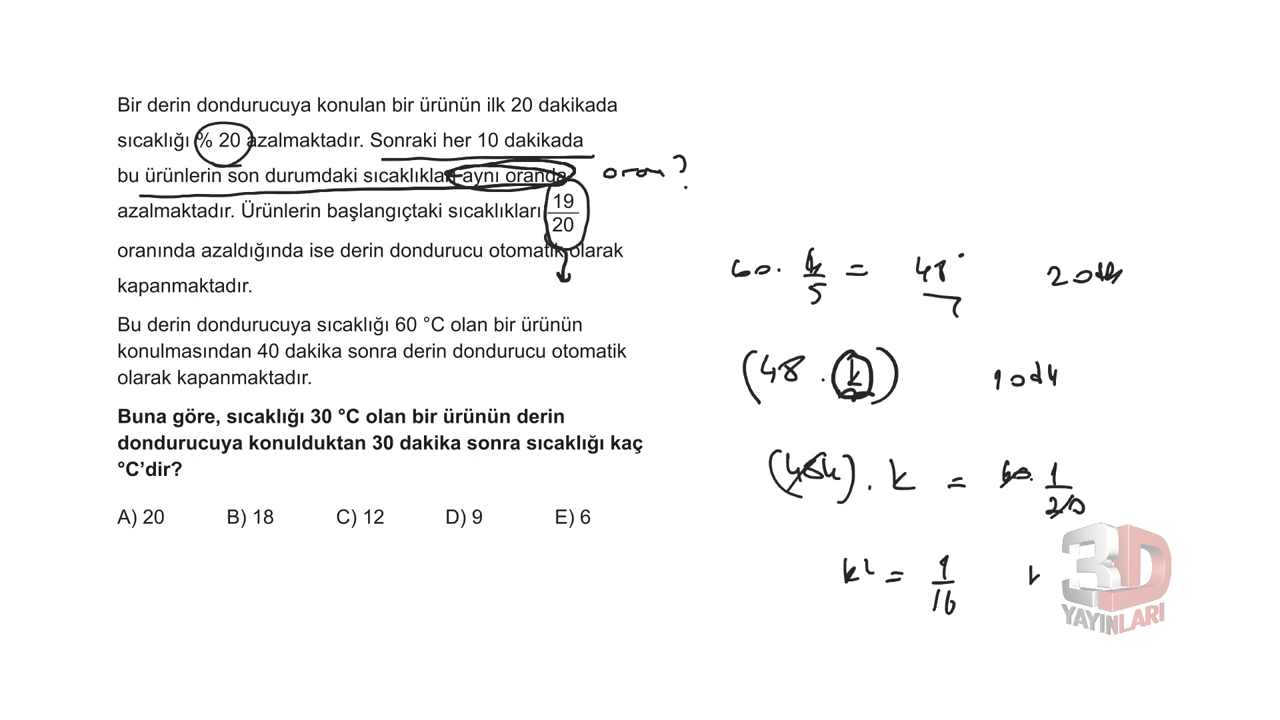 Bir derin dondurucuya konulan bir ürünün ilk 20 dakikada
sıcaklığı % 20 azalmaktadır. Sonraki her 10 dakikada
bu ürünlerin son durumdaki sıcaklıkları aynı oranda
oran ?
azalmaktadır. Ürünlerin başlangıçtaki sıcaklıkları 19/20
oranında azaldığında ise derin dondurucu otomatik olarak
kapanmaktadır.
Bu derin dondurucuya sıcaklığı 60 °C olan bir ürünün
konulmasından 40 dakika sonra derin dondurucu otomatik
olarak kapanmaktadır.
Buna göre, sıcaklığı 30 °C olan bir ürünün derin
dondurucuya konulduktan 30 dakika sonra sıcaklığı kaç
°C'dir?
A) 20 B) 18 C) 12 D) 9 E) 6
60 . 4/5 = 48° 20dk
(48 . k) 10dk
(48k) . k = 60 . 1/20
k² = 1/16 k
3D
YAYINLARI